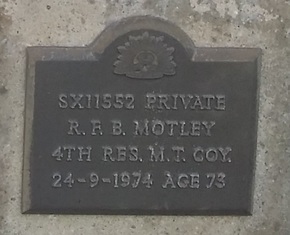 SX11552 PRIVATE
R. F. B. MOTLEY
4TH RES. M.T. COY.
24-9-1974 AGE 73